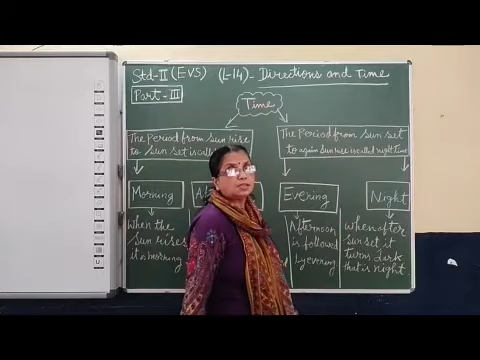 Std-II (EVS) (L-14) - Directions and Time
Part - III
Time
The Period from sun rise
to sun set is call
The Period from sun set
to again sun rise is called night Time
Morning
Evening
Night
When the
sun rises
it is morning
Afternoon
is followed
by evening
when after
sun set it
turns dark
that is night